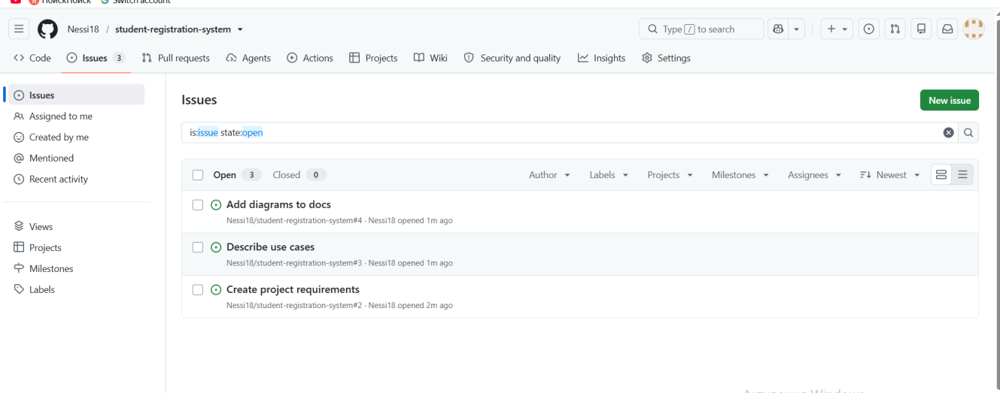 ПоискПоиск Switch account
Nessi18 / student-registration-system
Type / to search
Code Issues 3 Pull requests Agents Actions Projects Wiki Security and quality Insights Settings
Issues
Assigned to me
Created by me
Mentioned
Recent activity
Views
Projects
Milestones
Labels
Issues
New issue
is:issue state:open
Open 3 Closed 0 Author Labels Projects Milestones Assignees Newest
Add diagrams to docs
Nessi18/student-registration-system#4 · Nessi18 opened 1m ago
Describe use cases
Nessi18/student-registration-system#3 · Nessi18 opened 1m ago
Create project requirements
Nessi18/student-registration-system#2 · Nessi18 opened 2m ago
Активация Windows